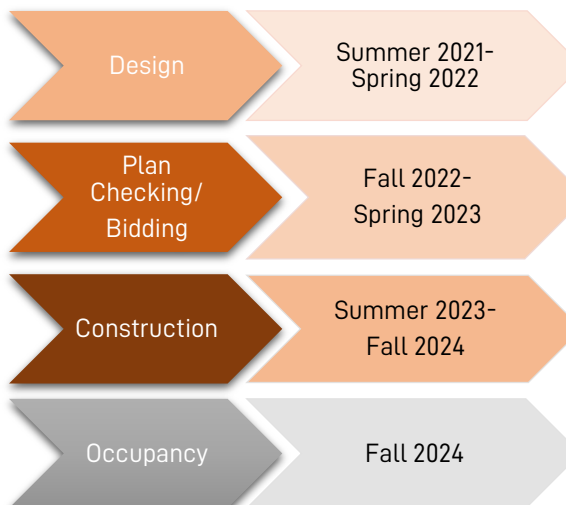 Design
Summer 2021-
Spring 2022
Plan
Checking/
Bidding
Fall 2022-
Spring 2023
Construction
Summer 2023-
Fall 2024
Occupancy
Fall 2024